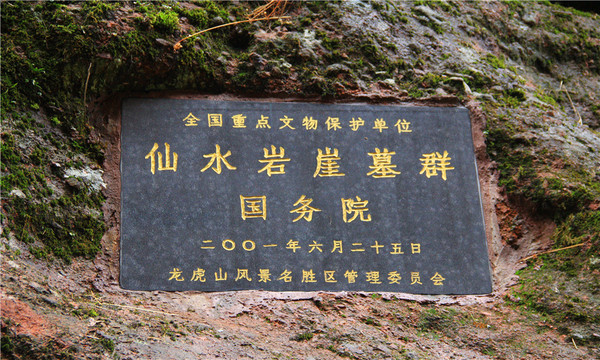 全国重点文物保护单位
仙水岩崖墓群
国务院
二〇〇一年六月二十五日
龙虎山风景名胜区管理委员会